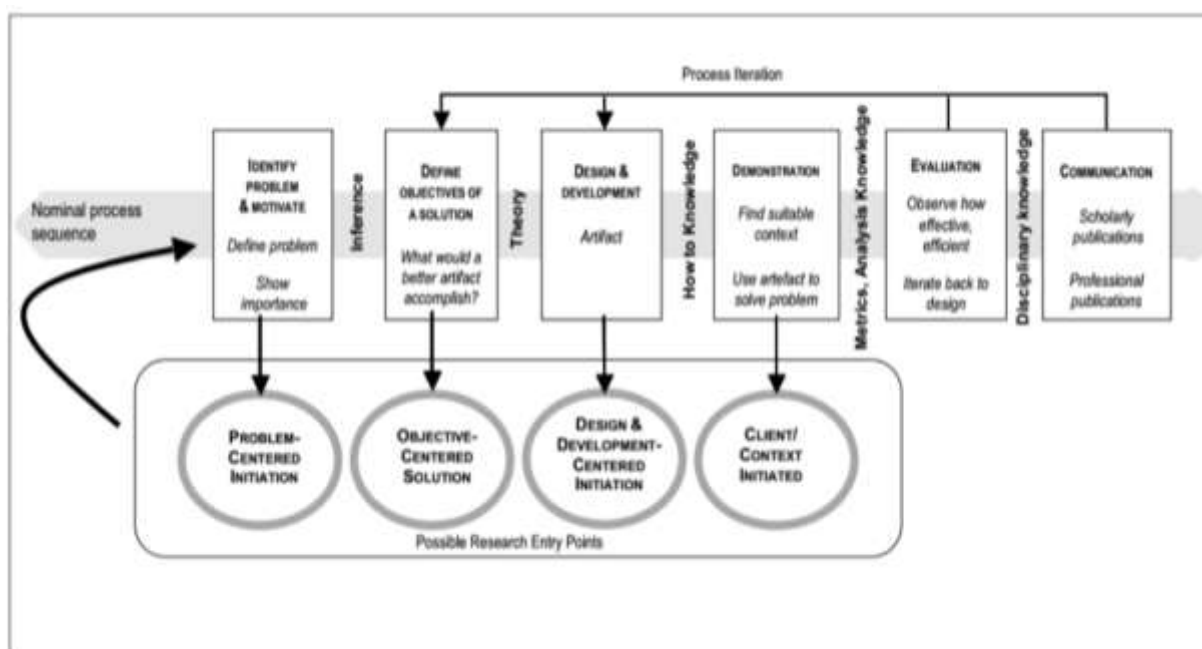 Process Iteration
Nominal process
sequence
IDENTIFY
PROBLEM
& MOTIVATE
Define problem
Show
importance
Inference
DEFINE
OBJECTIVES OF
A SOLUTION
What would a
better artifact
accomplish?
Theory
DESIGN &
DEVELOPMENT
Artifact
How to Knowledge
DEMONSTRATION
Find suitable
context
Use artefact to
solve problem
Metrics, Analysis Knowledge
EVALUATION
Observe how
effective,
efficient
Iterate back to
design
Disciplinary knowledge
COMMUNICATION
Scholarly
publications
Professional
publications
PROBLEM-
CENTERED
INITIATION
OBJECTIVE-
CENTERED
SOLUTION
DESIGN &
DEVELOPMENT-
CENTERED
INITIATION
CLIENT/
CONTEXT
INITIATED
Possible Research Entry Points